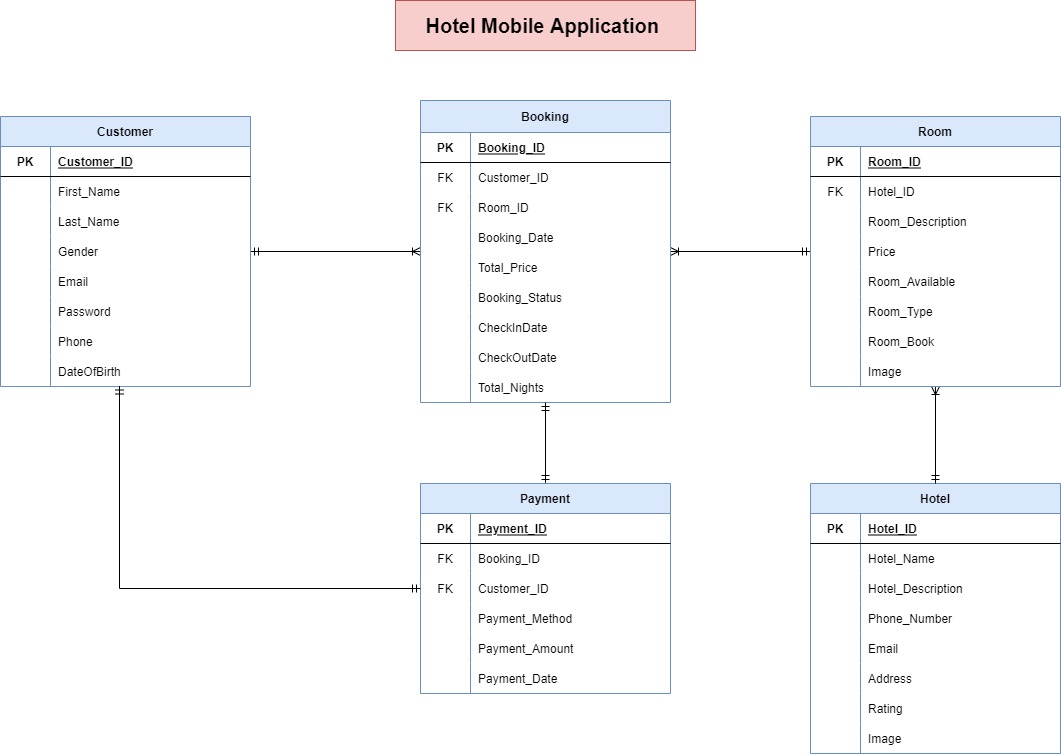 Hotel Mobile Application
Customer
PK Customer_ID
First_Name
Last_Name
Gender
Email
Password
Phone
DateOfBirth
Booking
PK Booking_ID
FK Customer_ID
FK Room_ID
Booking_Date
Total_Price
Booking_Status
CheckInDate
CheckOutDate
Total_Nights
Room
PK Room_ID
FK Hotel_ID
Room_Description
Price
Room_Available
Room_Type
Room_Book
Image
Payment
PK Payment_ID
FK Booking_ID
FK Customer_ID
Payment_Method
Payment_Amount
Payment_Date
Hotel
PK Hotel_ID
Hotel_Name
Hotel_Description
Phone_Number
Email
Address
Rating
Image